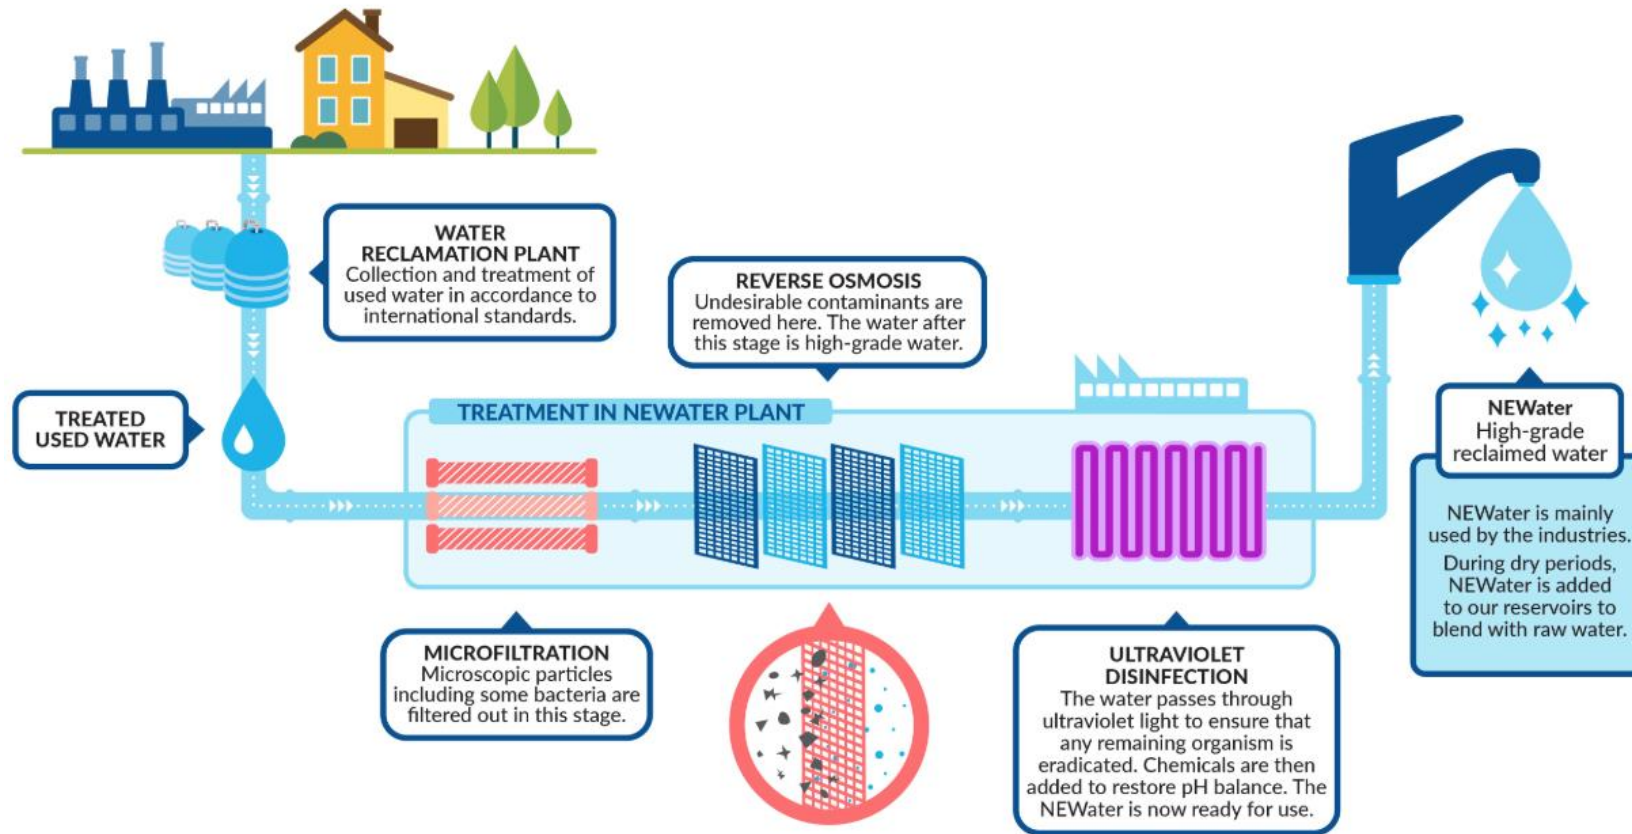 WATER
RECLAMATION PLANT
Collection and treatment of
used water in accordance to
international standards.
TREATED
USED WATER
REVERSE OSMOSIS
Undesirable contaminants are
removed here. The water after
this stage is high-grade water.
TREATMENT IN NEWATER PLANT
MICROFILTRATION
Microscopic particles
including some bacteria are
filtered out in this stage.
ULTRAVIOLET
DISINFECTION
The water passes through
ultraviolet light to ensure that
any remaining organism is
eradicated. Chemicals are then
added to restore pH balance. The
NEWater is now ready for use.
NEWater
High-grade
reclaimed water
NEWater is mainly
used by the industries.
During dry periods,
NEWater is added
to our reservoirs to
blend with raw water.